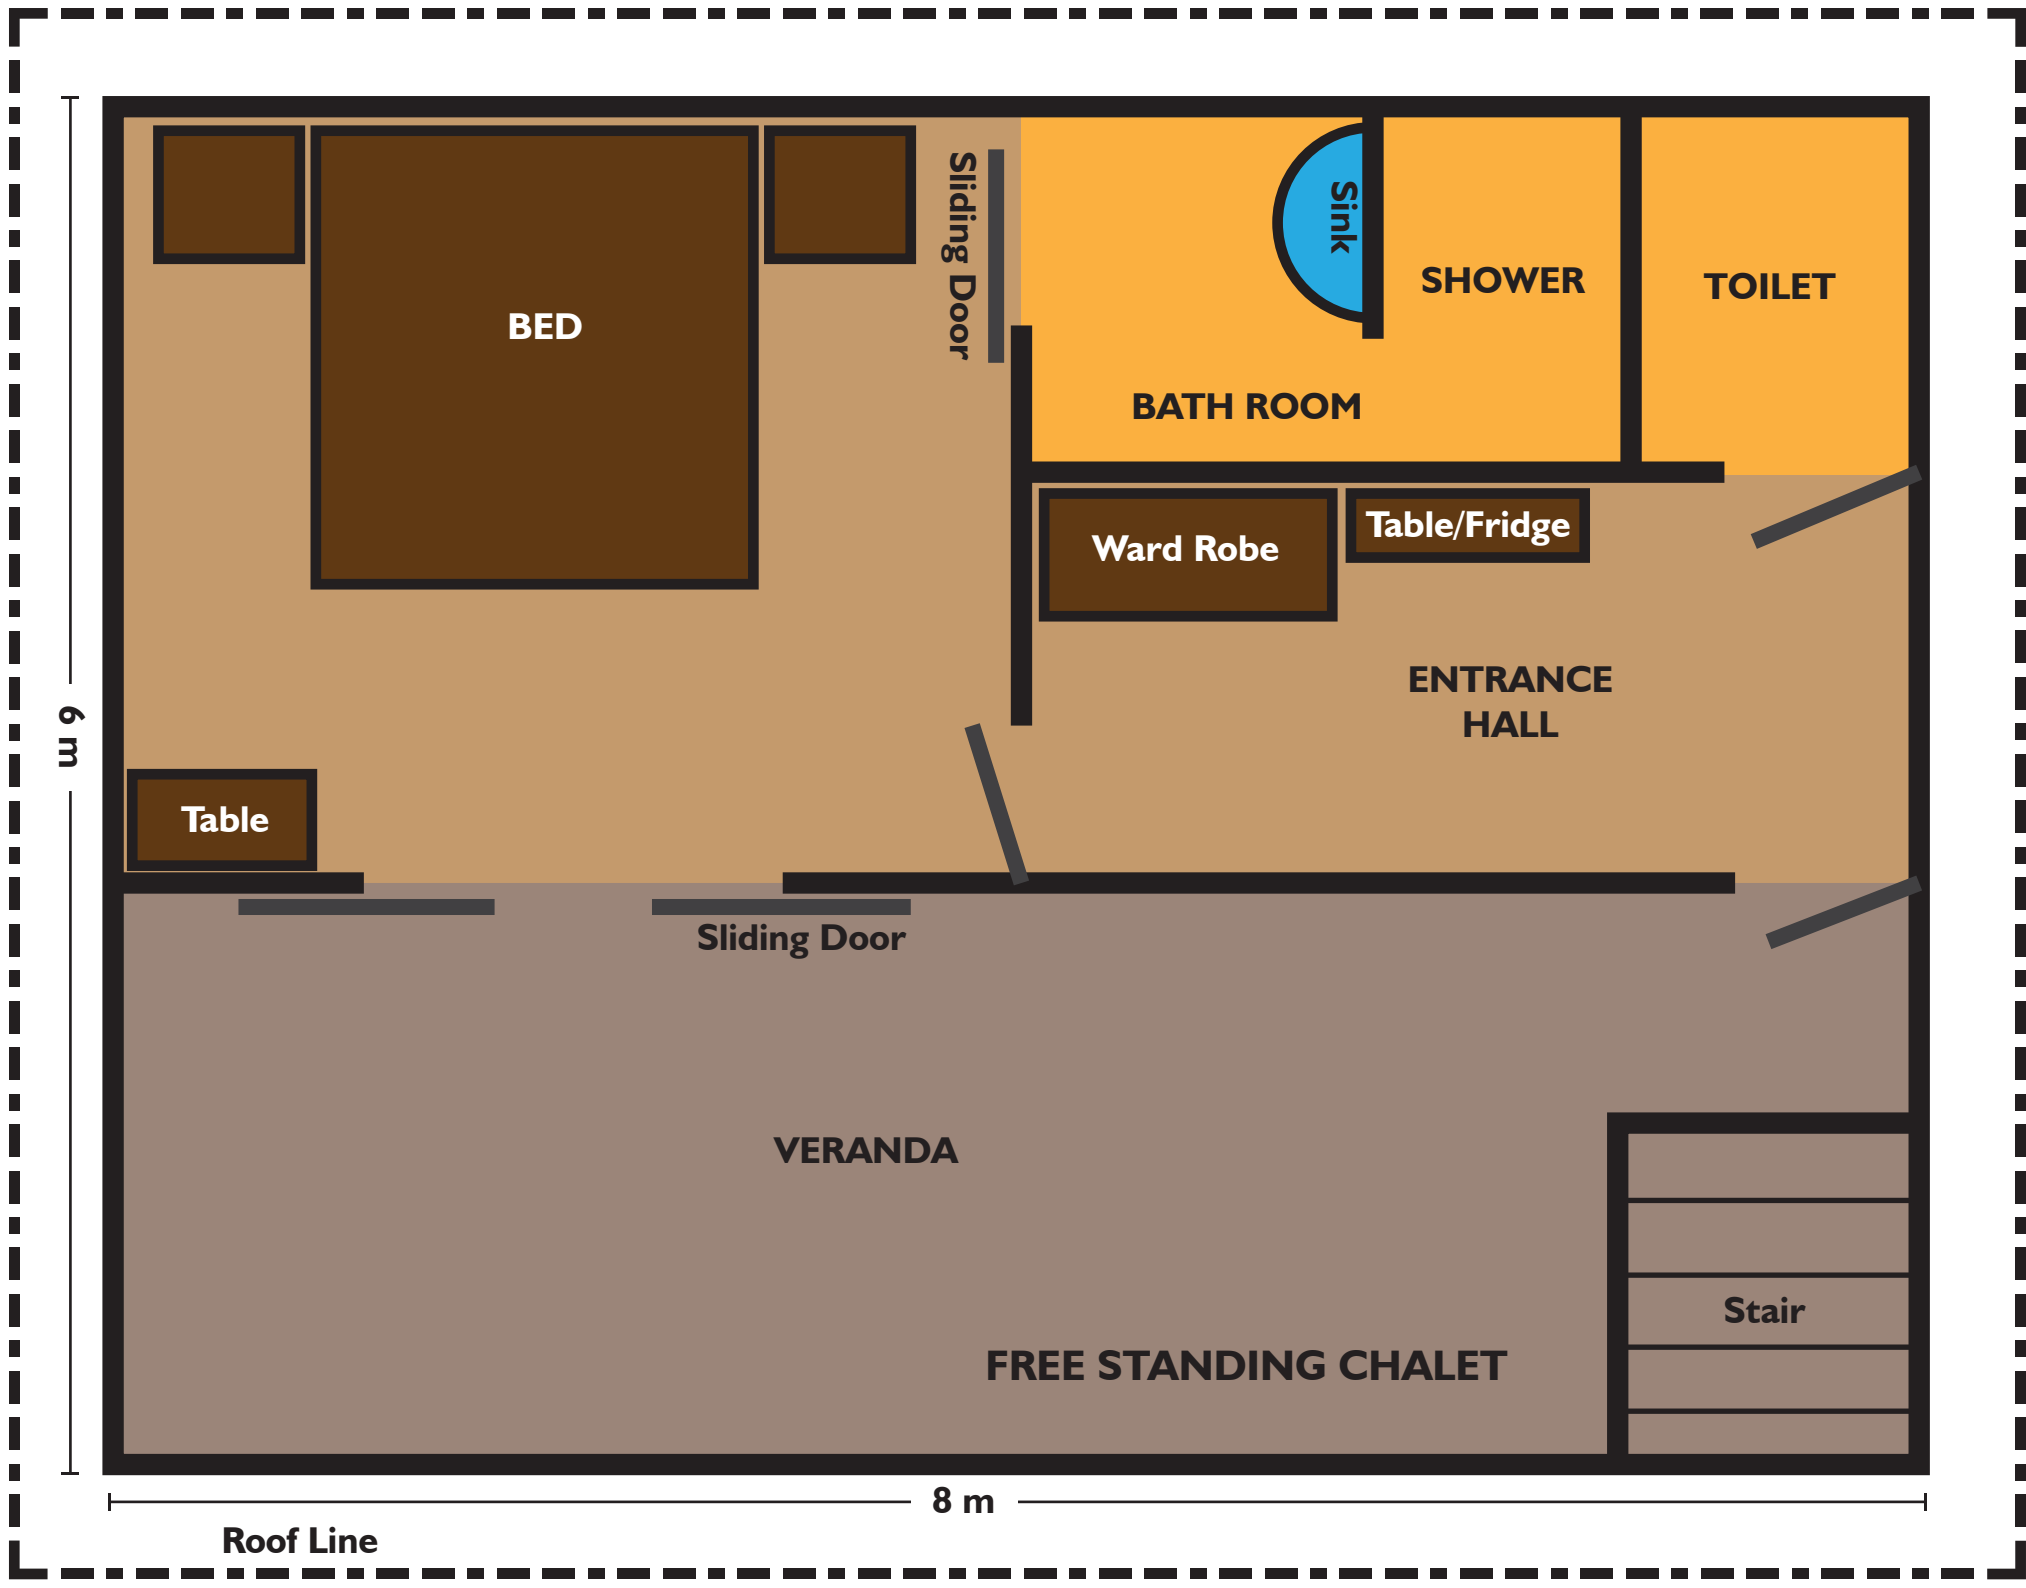 Sliding Door
Sink
SHOWER
TOILET
BED
BATH ROOM
Ward Robe
Table/Fridge
ENTRANCE
HALL
6 m
Table
Sliding Door
VERANDA
Stair
FREE STANDING CHALET
8 m
Roof Line